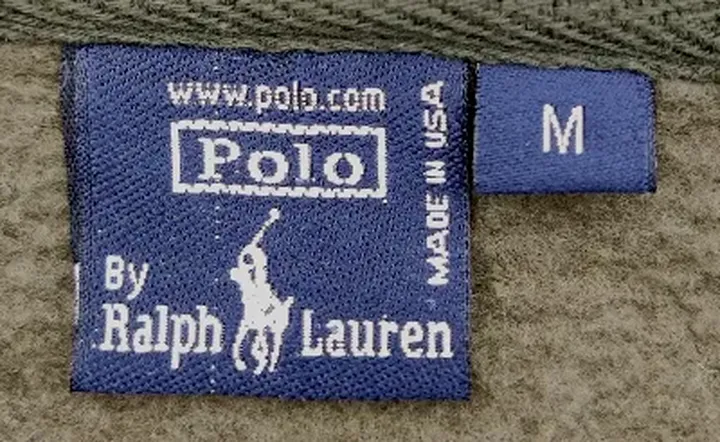 www.polo.com
Polo
MADE IN USA
By
Ralph Lauren
M